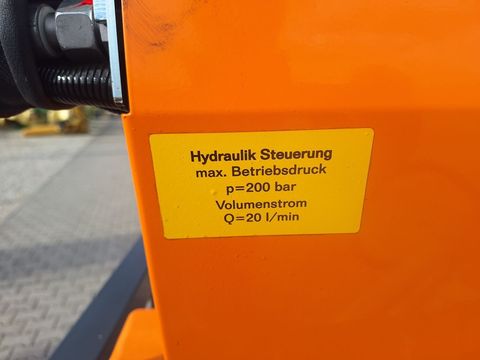 Hydraulik Steuerung
max. Betriebsdruck
p=200 bar
Volumenstrom
Q=20 l/min